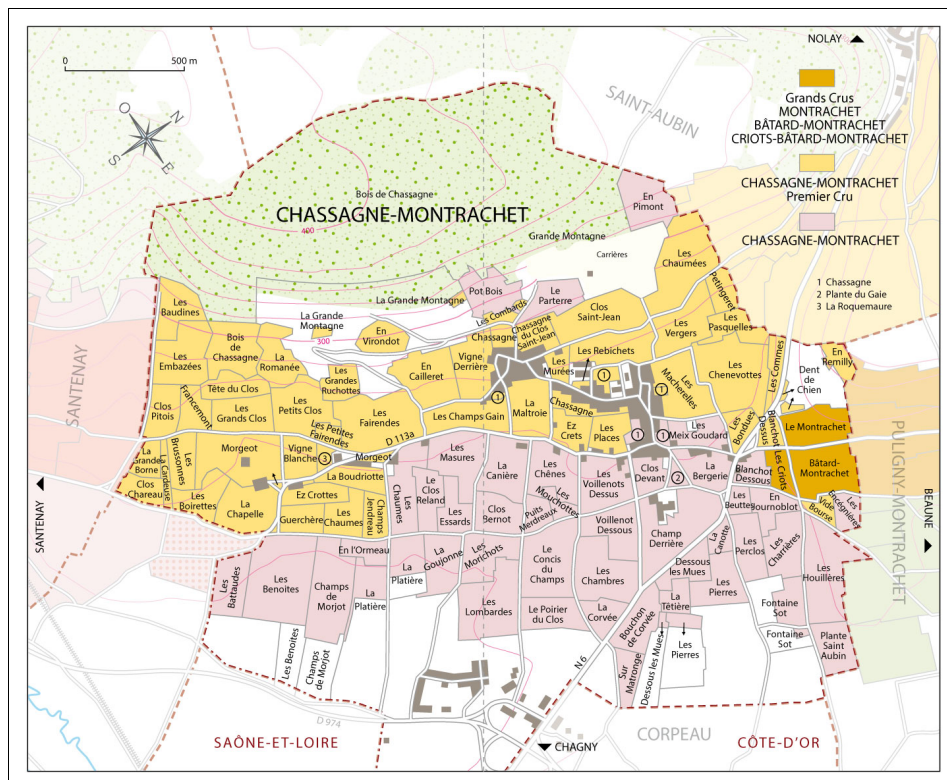 NOLAY
0
500 m
SAINT-AUBIN
N
O
E
S
Grands Crus
MONTRACHET
BÂTARD-MONTRACHET
CRIOTS-BÂTARD-MONTRACHET
CHASSAGNE-MONTRACHET
Premier Cru
CHASSAGNE-MONTRACHET
1 Chassagne
2 Plante du Gaie
3 La Roquemaure
Bois de Chassagne
CHASSAGNE-MONTRACHET
400
En
Pimont
Grande Montagne
Carrières
Les
Chaumées
Petingeret
Pot Bois
Le
Parterre
La Grande Montagne
Les
Baudines
La Grande
Montagne
300
En
Virondot
Les Combards
Chassagne
Chassagne
du Clos
Saint-Jean
Clos
Saint-Jean
Les
Vergers
Les
Pasquelles
Les
Embazées
Bois
de
Chassagne
La
Romanée
Les
Grandes
Ruchottes
En
Cailleret
Vigne
Derrière
Les
Murées
Les Rebichets
1
Les
Macherelles
1
Les
Chenevottes
Les Commes
En
Remilly
Dent
de
Chien
SANTENAY
Clos
Pitois
Francemont
Tête du Clos
Les
Grands Clos
Les
Petits Clos
Les Petits
Fairendes
Les
Fairendes
D 113a
Les Champs Gain
1
La
Maltroie
Chassagne
Ez
Crets
Les
Places
1
1
Les
Meix Goudard
Les
Bondues
Blanchot
Dessus
Le Montrachet
Les Criots
Bâtard-
Montrachet
PULIGNY-MONTRACHET
La
Grande
Borne
La Cardeuse
Les
Brussonnes
Clos
Chareau
Les
Boirettes
Morgeot
La
Chapelle
Vigne
Blanche
3
Morgeot
La Boudriotte
Ez Crottes
Guerchère
Les
Chaumes
Champs
Jendreau
Les
Chaumes
Les
Masures
Le
Clos
Reland
Les
Essards
La
Canière
Clos
Bernot
Les
Chênes
Les
Mouchottes
Puits
Merdreaux
Les
Voillenots
Dessus
Voillenot
Dessous
Clos
Devant
2
La
Bergerie
Blanchot
Dessous
Les
Beuttes
En
Journoblot
Vide
Bourse
Les
Encegnières
BEAUNE
SANTENAY
Champ
Derrière
La Canotte
Les
Perclos
Les
Charrières
Les
Houillères
En l'Ormeau
Les
Battaudes
Les
Benoites
Champs
de
Morjot
La
Platière
La
Platière
La
Goujonne
Les
Morichots
Les
Lombardes
Le
Concis
du
Champs
Le Poirier
du Clos
Les
Chambres
La
Corvée
Dessous
les Mues
Les
Pierres
La
Têtière
Bouchon
de Corvée
Sur
Matronge
Dessous les Mues
Les
Pierres
Fontaine
Sot
Fontaine
Sot
Plante
Saint
Aubin
Les Benoites
Champs
de Morjot
N 6
D 974
SAÔNE-ET-LOIRE
CHAGNY
CORPEAU
CÔTE-D'OR